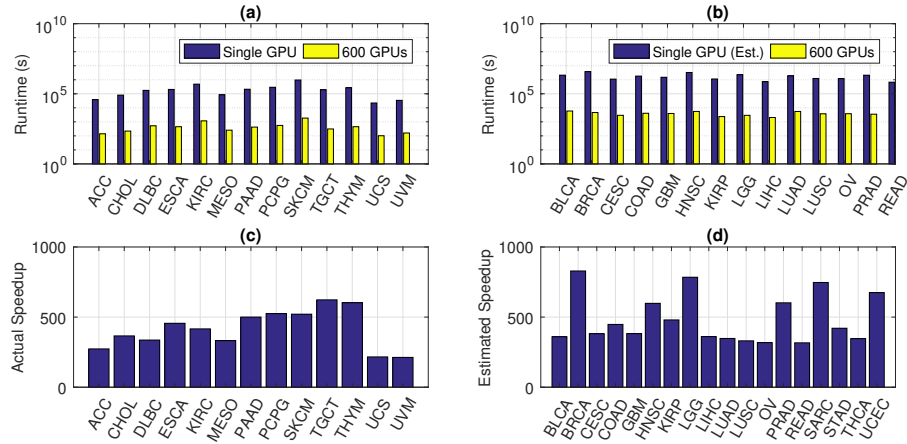 (a)
10^10
10^5
10^0
Runtime (s)
Single GPU
600 GPUs
ACC CHOL DLBC ESCA KIRC MESO PAAD PCPG SKCM TGCT THYM UCS UVM
(b)
10^10
10^5
10^0
Runtime (s)
Single GPU (Est.)
600 GPUs
BLCA BRCA CESC COAD GBM HNSC KIRP LGG LIHC LUAD LUSC OV PRAD READ
(c)
1000
500
0
Actual Speedup
ACC CHOL DLBC ESCA KIRC MESO PAAD PCPG SKCM TGCT THYM UCS UVM
(d)
1000
500
0
Estimated Speedup
BLCA BRCA CESC COAD GBM HNSC KIRP LGG LIHC LUAD LUSC OV PRAD READ SARC STAD THCA UCEC